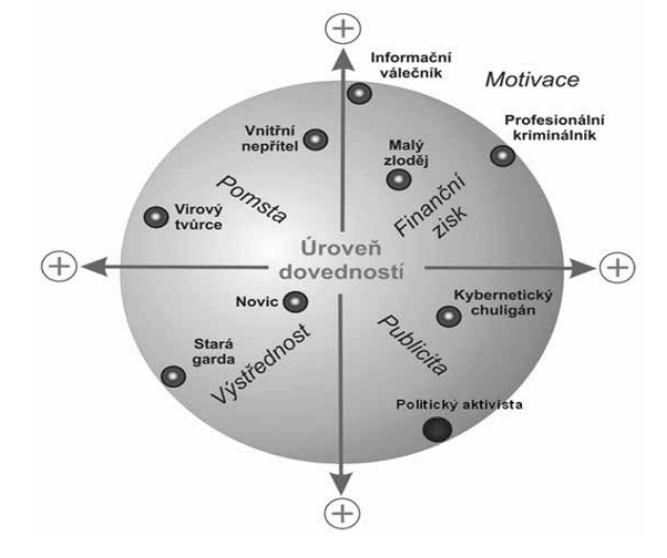 Informační
válečník
Motivace
Profesionální
kriminálník
Vnitřní
nepřítel
Malý
zloděj
Pomsta
Finanční
zisk
Virový
tvůrce
Úroveň
dovedností
Novic
Kybernetický
chuligán
Stará
garda
Výstřednost
Publicita
Politický aktivista